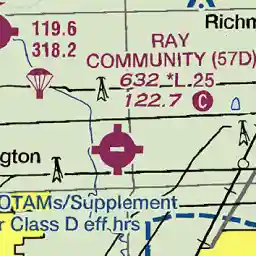 119.6
318.2
Richm
RAY
COMMUNITY (57D)
632 *L 25
122.7 C
gton
OTAMs/Supplement
r Class D eff hrs